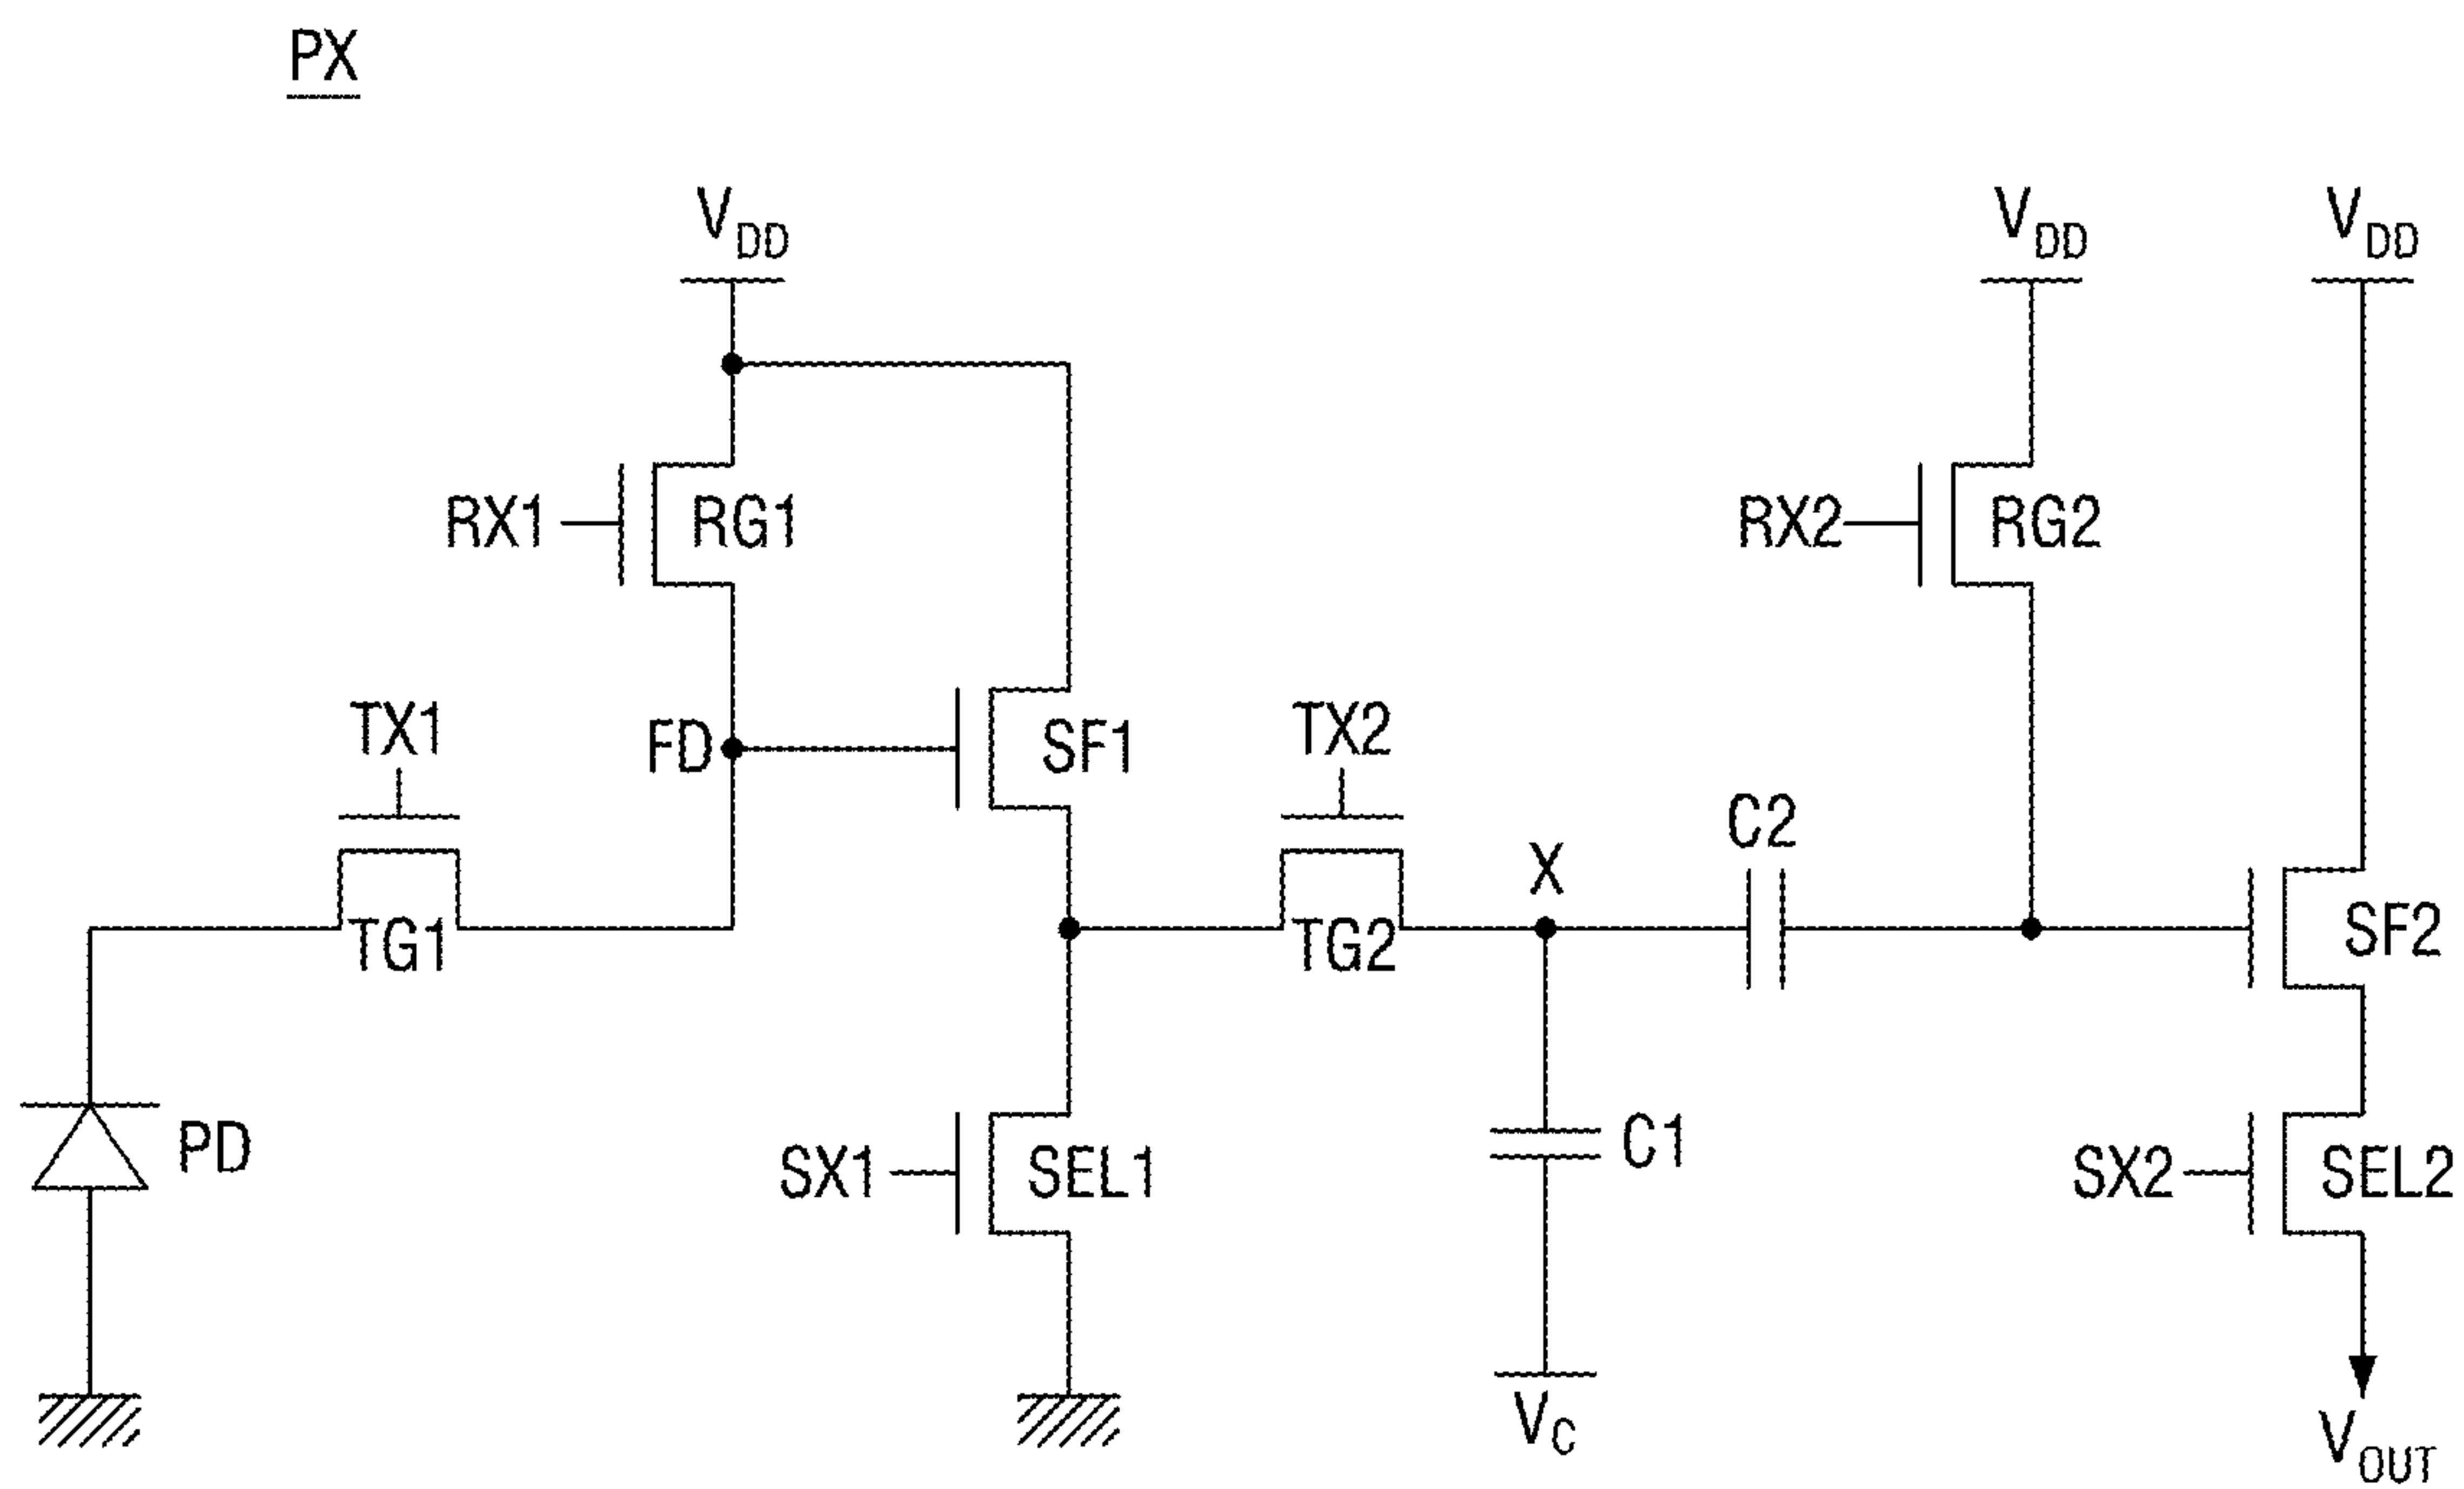 PX
VDD
VDD
VDD
RX1
RG1
RX2
RG2
TX1
FD
SF1
TX2
C2
X
TG1
TG2
SF2
PD
SX1
SEL1
C1
SX2
SEL2
VC
VOUT